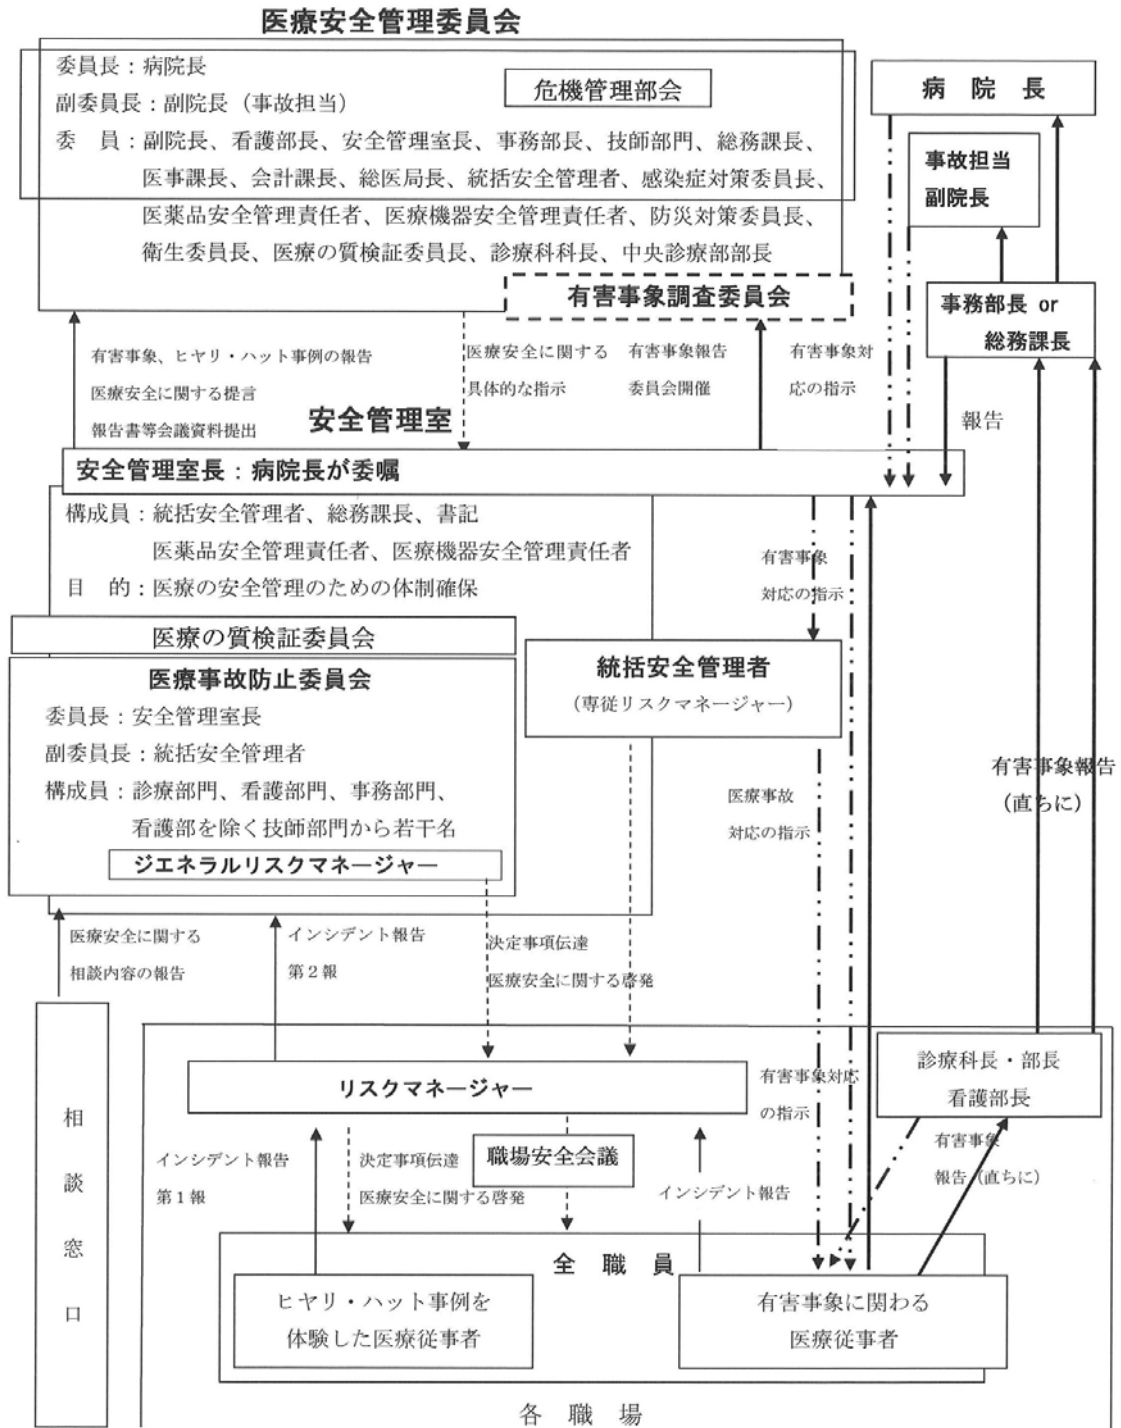 医療安全管理委員会
委員長：病院長
危機管理部会
副委員長：副院長（事故担当）
委　員：副院長、看護部長、安全管理室長、事務部長、技師部門、総務課長、
医事課長、会計課長、総医局長、統括安全管理者、感染症対策委員長、
医薬品安全管理責任者、医療機器安全管理責任者、防災対策委員長、
衛生委員長、医療の質検証委員長、診療科科長、中央診療部部長
有害事象調査委員会
病　院　長
事故担当
副院長
事務部長 or
総務課長
有害事象、ヒヤリ・ハット事例の報告
医療安全に関する提言
報告書等会議資料提出
医療安全に関する
具体的な指示
有害事象報告
委員会開催
有害事象対
応の指示
報告
安全管理室
安全管理室長：病院長が委嘱
構成員：統括安全管理者、総務課長、書記
医薬品安全管理責任者、医療機器安全管理責任者
目　的：医療の安全管理のための体制確保
有害事象
対応の指示
医療の質検証委員会
医療事故防止委員会
委員長：安全管理室長
副委員長：統括安全管理者
構成員：診療部門、看護部門、事務部門、
看護部を除く技師部門から若干名
ジエネラルリスクマネージャー
統括安全管理者
（専従リスクマネージャー）
医療事故
対応の指示
有害事象報告
（直ちに）
医療安全に関する
相談内容の報告
インシデント報告
第２報
決定事項伝達
医療安全に関する啓発
相談窓口
リスクマネージャー
有害事象対応
の指示
診療科長・部長
看護部長
インシデント報告
第１報
決定事項伝達
医療安全に関する啓発
職場安全会議
インシデント報告
有害事象
報告（直ちに）
全　職　員
ヒヤリ・ハット事例を
体験した医療従事者
有害事象に関わる
医療従事者
各　職　場